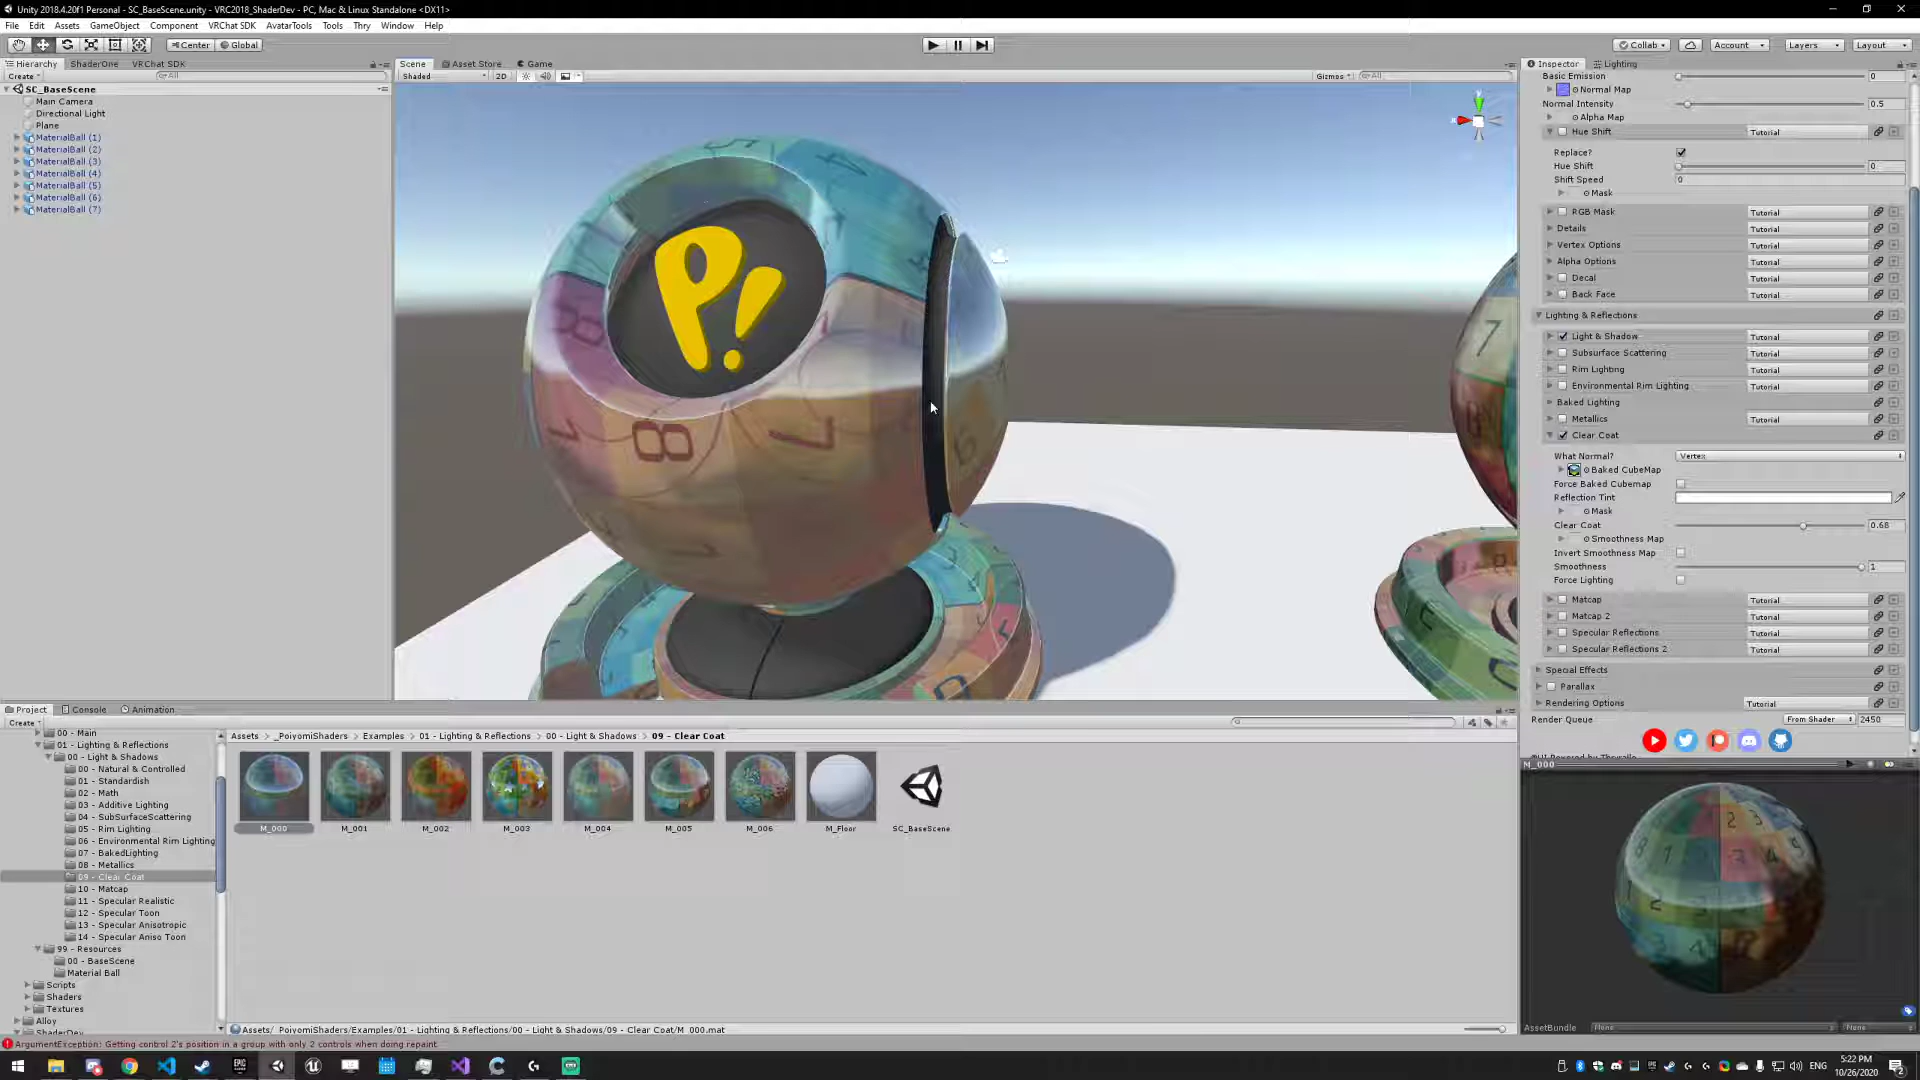 Unity 2018.4.20f1 Personal - SC_BaseScene.unity - VRC2018_ShaderDev - PC, Mac & Linux Standalone <DX11>
File Edit Assets GameObject Component VRChat SDK AvatarTools Tools Thry Window Help
Center Global
Collab Account Layers Layout
Hierarchy ShaderOne VRChat SDK
Create All
SC_BaseScene
Main Camera
Directional Light
Plane
MaterialBall (1)
MaterialBall (2)
MaterialBall (3)
MaterialBall (4)
MaterialBall (5)
MaterialBall (6)
MaterialBall (7)
Scene Asset Store Game
Shaded 2D Gizmos All
P!
Inspector Lighting
Basic Emission 0
Normal Map
Normal Intensity 0.5
Alpha Map
Hue Shift Tutorial
Replace?
Hue Shift 0
Shift Speed 0
Mask
RGB Mask Tutorial
Details Tutorial
Vertex Options Tutorial
Alpha Options Tutorial
Decal Tutorial
Back Face Tutorial
Lighting & Reflections
Light & Shadow Tutorial
Subsurface Scattering Tutorial
Rim Lighting Tutorial
Environmental Rim Lighting Tutorial
Baked Lighting
Metallics Tutorial
Clear Coat
What Normal? Vertex
Baked CubeMap
Force Baked Cubemap
Reflection Tint
Mask
Clear Coat 0.68
Smoothness Map
Invert Smoothness Map
Smoothness 1
Force Lighting
Matcap Tutorial
Matcap 2 Tutorial
Specular Reflections Tutorial
Specular Reflections 2 Tutorial
Special Effects
Parallax
Rendering Options Tutorial
Render Queue From Shader 2450
M_000
AssetBundle None None
Project Console Animation
Create
00 - Main
01 - Lighting & Reflections
00 - Light & Shadows
00 - Natural & Controlled
01 - Standardish
02 - Math
03 - Additive Lighting
04 - SubSurfaceScattering
05 - Rim Lighting
06 - Environmental Rim Lighting
07 - BakedLighting
08 - Metallics
09 - Clear Coat
10 - Matcap
11 - Specular Realistic
12 - Specular Toon
13 - Specular Anisotropic
14 - Specular Aniso Toon
99 - Resources
00 - BaseScene
Material Ball
Scripts
Shaders
Textures
Alloy
ShaderDev
Assets > _PoiyomiShaders > Examples > 01 - Lighting & Reflections > 00 - Light & Shadows > 09 - Clear Coat
M_000 M_001 M_002 M_003 M_004 M_005 M_006 M_Floor SC_BaseScene
Assets/_PoiyomiShaders/Examples/01 - Lighting & Reflections/00 - Light & Shadows/09 - Clear Coat/M_000.mat
ArgumentException: Getting control 2's position in a group with only 2 controls when doing repaint
ENG 5:22 PM
10/26/2020